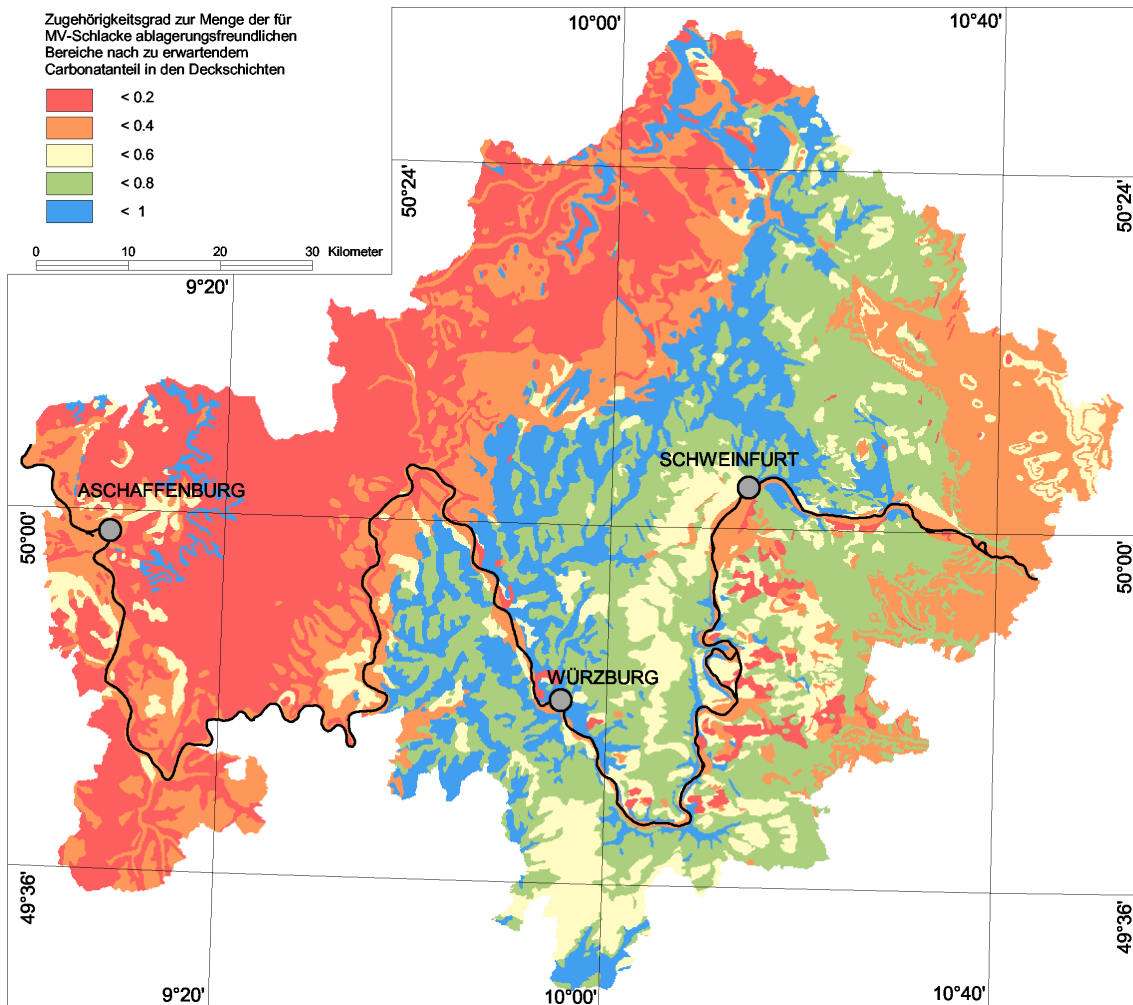 Zugehörigkeitsgrad zur Menge der für
MV-Schlacke ablagerungsfreundlichen
Bereiche nach zu erwartendem
Carbonatanteil in den Deckschichten
< 0.2
< 0.4
< 0.6
< 0.8
< 1
0 10 20 30 Kilometer
10°00'
10°40'
50°24'
50°24'
9°20'
SCHWEINFURT
ASCHAFFENBURG
50°00'
50°00'
WÜRZBURG
49°36'
49°36'
9°20'
10°00'
10°40'